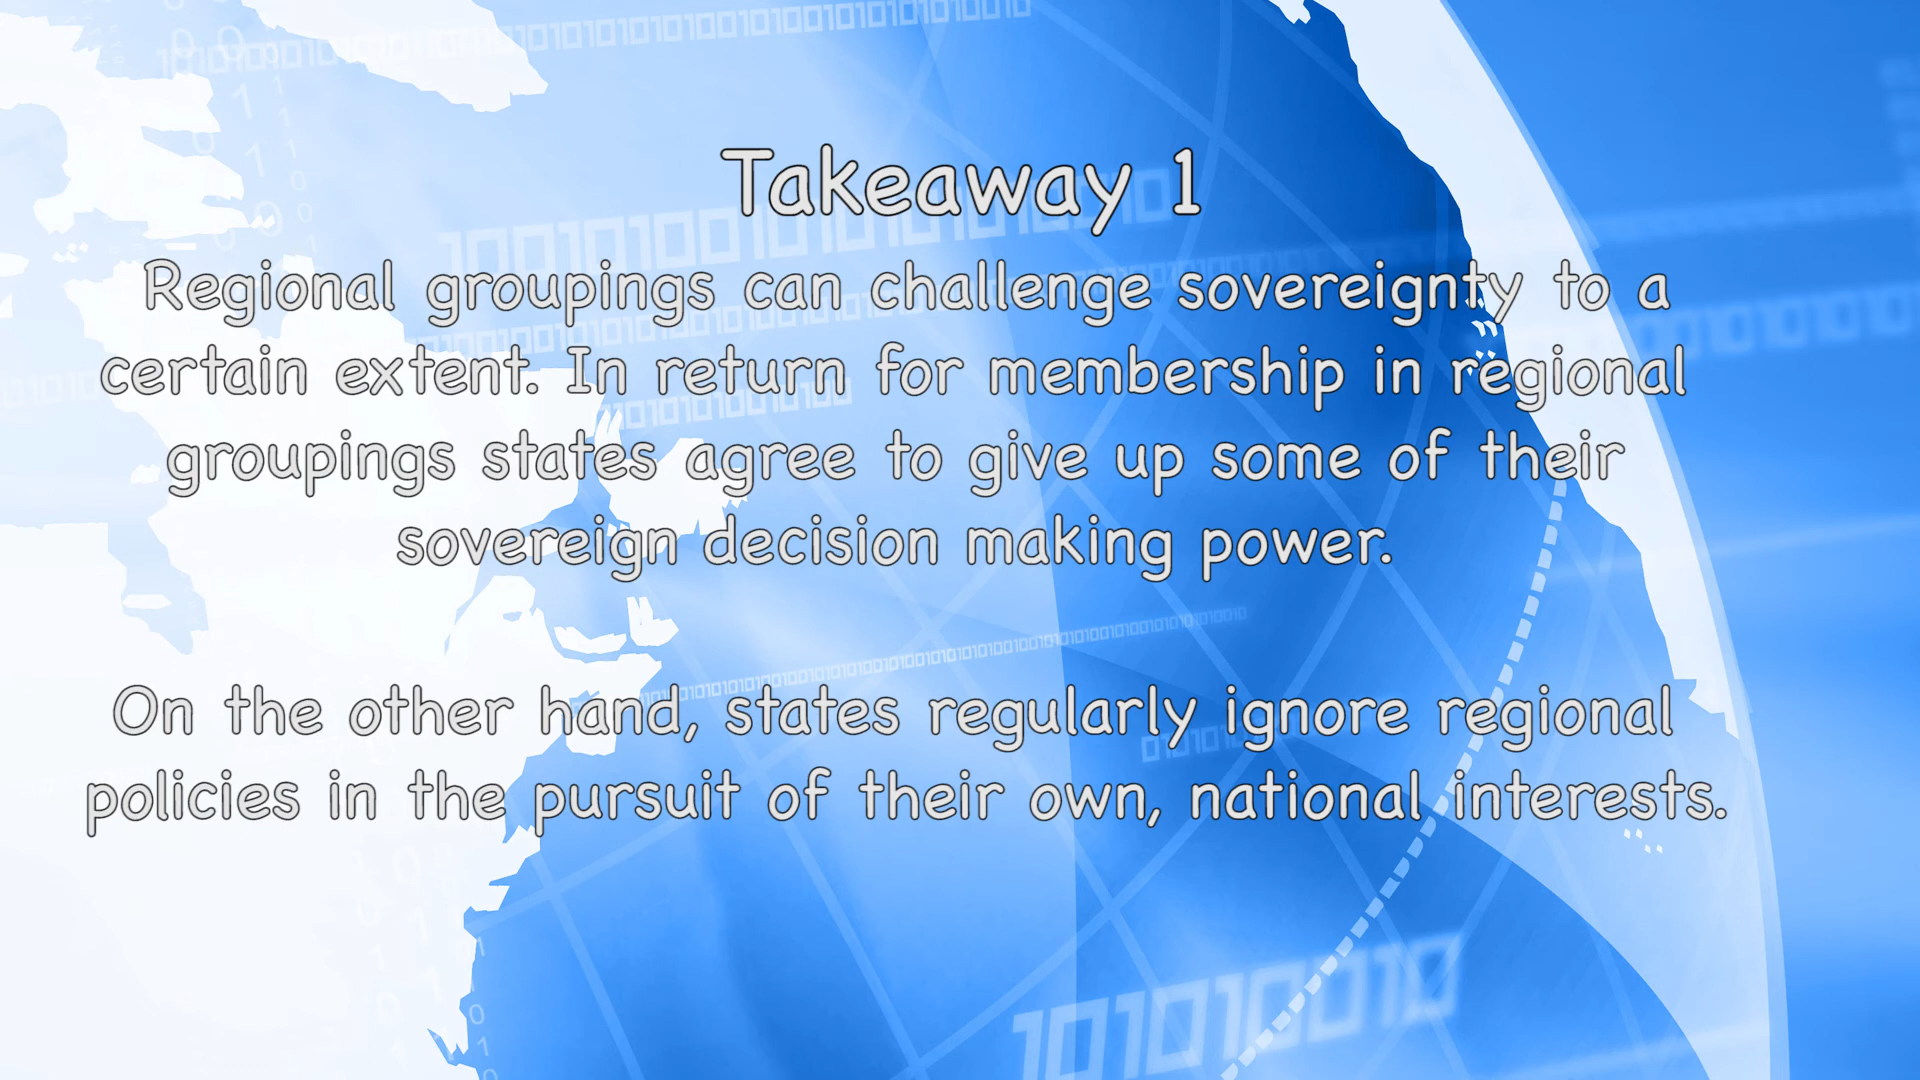 Takeaway 1
Regional groupings can challenge sovereignty to a
certain extent. In return for membership in regional
groupings states agree to give up some of their
sovereign decision making power.
On the other hand, states regularly ignore regional
policies in the pursuit of their own, national interests.